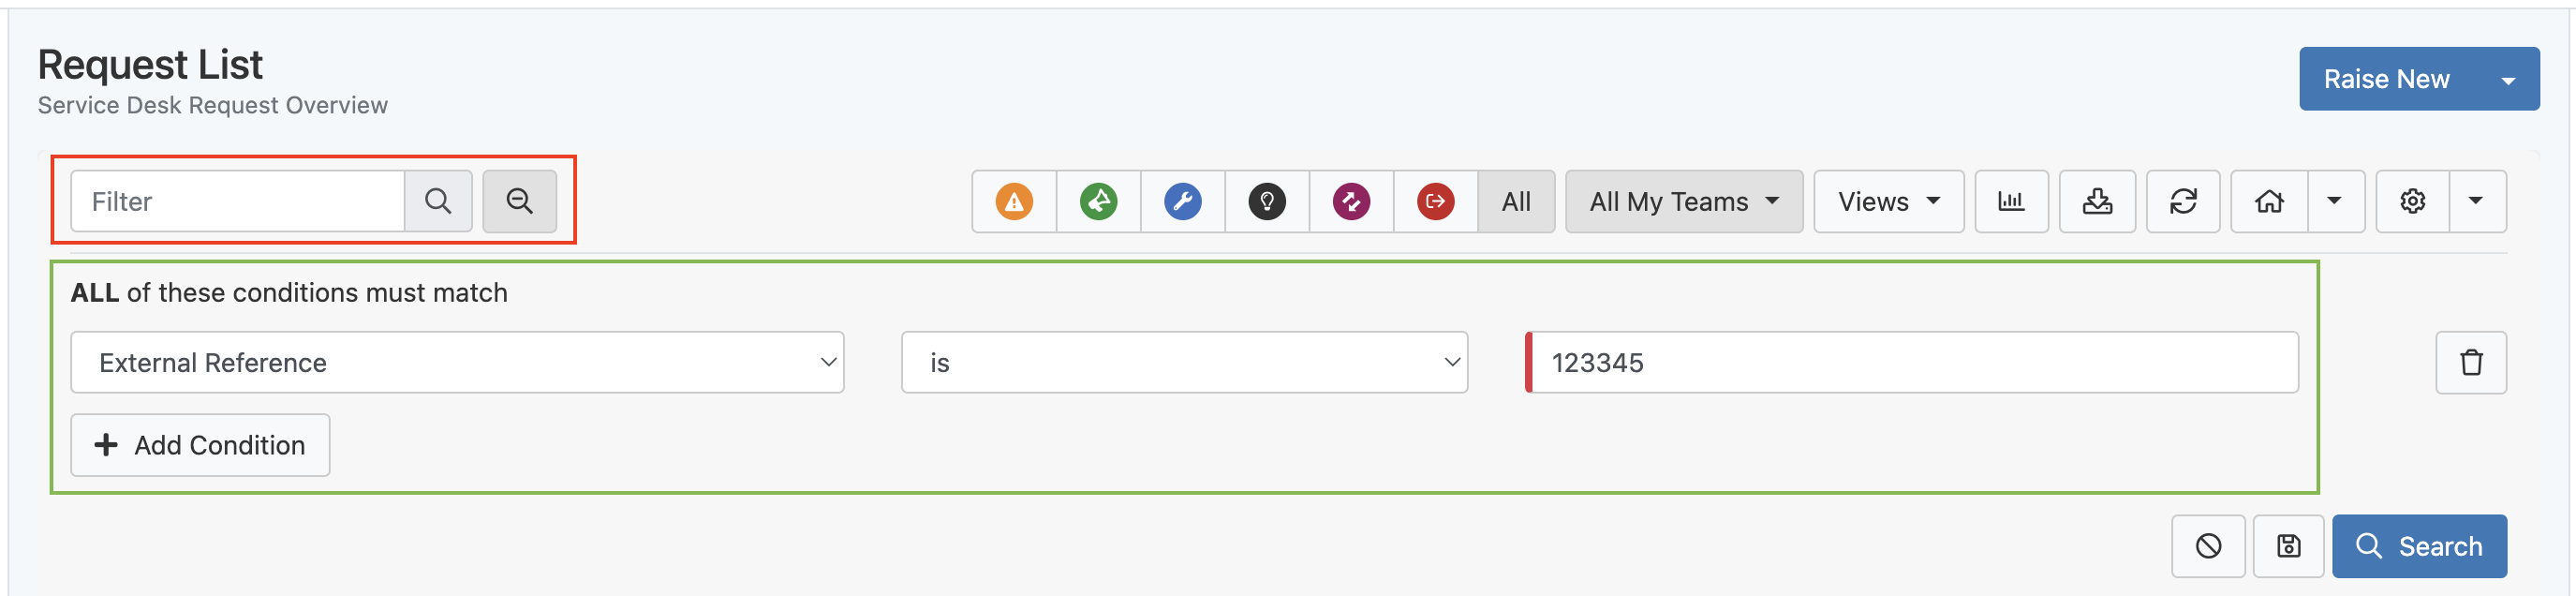 Request List
Service Desk Request Overview
Raise New
Filter
All
All My Teams
Views
ALL of these conditions must match
External Reference
is
123345
Add Condition
Search